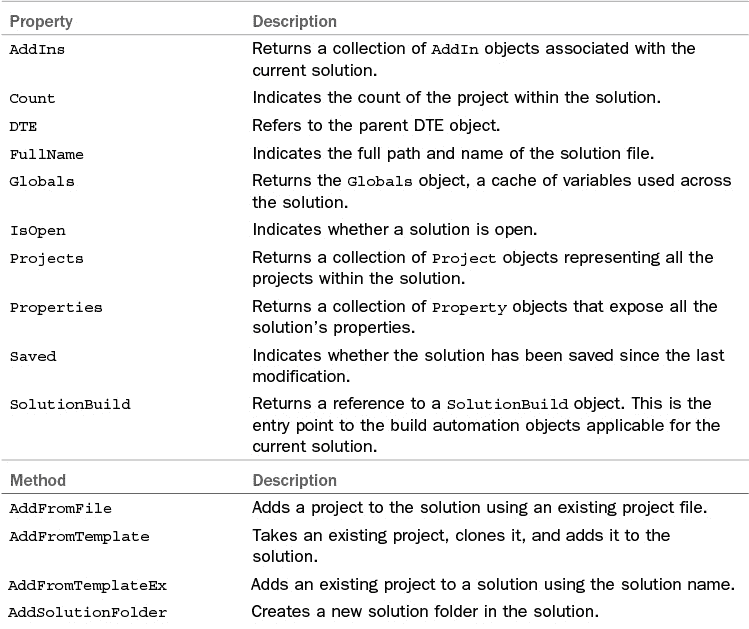 Property Description
AddIns Returns a collection of AddIn objects associated with the
current solution.
Count Indicates the count of the project within the solution.
DTE Refers to the parent DTE object.
FullName Indicates the full path and name of the solution file.
Globals Returns the Globals object, a cache of variables used across
the solution.
IsOpen Indicates whether a solution is open.
Projects Returns a collection of Project objects representing all the
projects within the solution.
Properties Returns a collection of Property objects that expose all the
solution’s properties.
Saved Indicates whether the solution has been saved since the last
modification.
SolutionBuild Returns a reference to a SolutionBuild object. This is the
entry point to the build automation objects applicable for the
current solution.
Method Description
AddFromFile Adds a project to the solution using an existing project file.
AddFromTemplate Takes an existing project, clones it, and adds it to the
solution.
AddFromTemplateEx Adds an existing project to a solution using the solution name.
AddSolutionFolder Creates a new solution folder in the solution.